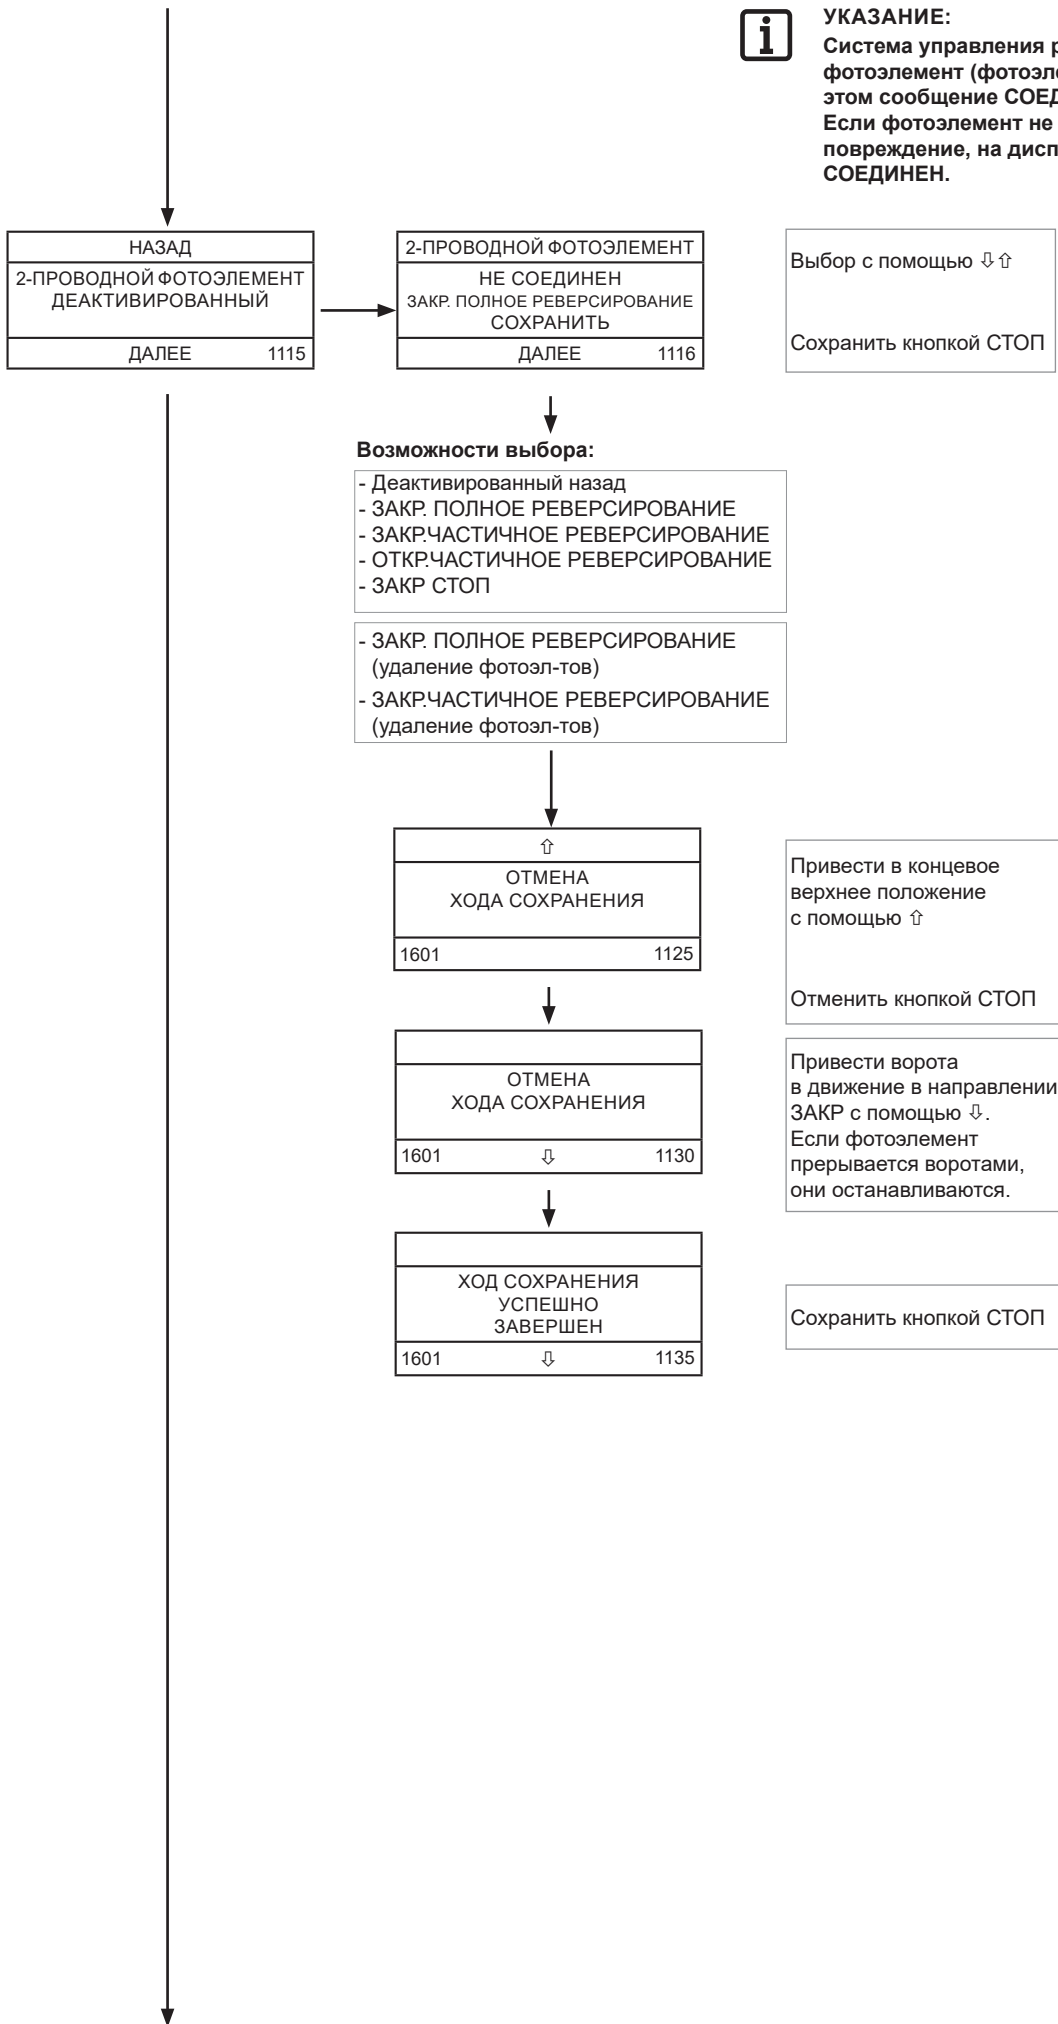 УКАЗАНИЕ:
Система управления
фотоэлемент
этом сообщение
Если фотоэлемент не
повреждение, на
СОЕДИНЕН.
НАЗАД
2-ПРОВОДНОЙ ФОТОЭЛЕМЕНТ
ДЕАКТИВИРОВАННЫЙ
ДАЛЕЕ 1115
2-ПРОВОДНОЙ ФОТОЭЛЕМЕНТ
НЕ СОЕДИНЕН
ЗАКР. ПОЛНОЕ РЕВЕРСИРОВАНИЕ
СОХРАНИТЬ
ДАЛЕЕ 1116
Выбор с помощью ⇩⇧
Сохранить кнопкой СТОП
Возможности выбора:
- Деактивированный назад
- ЗАКР. ПОЛНОЕ РЕВЕРСИРОВАНИЕ
- ЗАКР.ЧАСТИЧНОЕ РЕВЕРСИРОВАНИЕ
- ОТКР.ЧАСТИЧНОЕ РЕВЕРСИРОВАНИЕ
- ЗАКР СТОП
- ЗАКР. ПОЛНОЕ РЕВЕРСИРОВАНИЕ
(удаление фотоэл-тов)
- ЗАКР.ЧАСТИЧНОЕ РЕВЕРСИРОВАНИЕ
(удаление фотоэл-тов)
⇧
ОТМЕНА
ХОДА СОХРАНЕНИЯ
1601 1125
Привести в концевое
верхнее положение
с помощью ⇧
Отменить кнопкой СТОП
ОТМЕНА
ХОДА СОХРАНЕНИЯ
1601 ⇩ 1130
Привести ворота
в движение в направлении
ЗАКР с помощью ⇩.
Если фотоэлемент
прерывается воротами,
они останавливаются.
ХОД СОХРАНЕНИЯ
УСПЕШНО
ЗАВЕРШЕН
1601 ⇩ 1135
Сохранить кнопкой СТОП